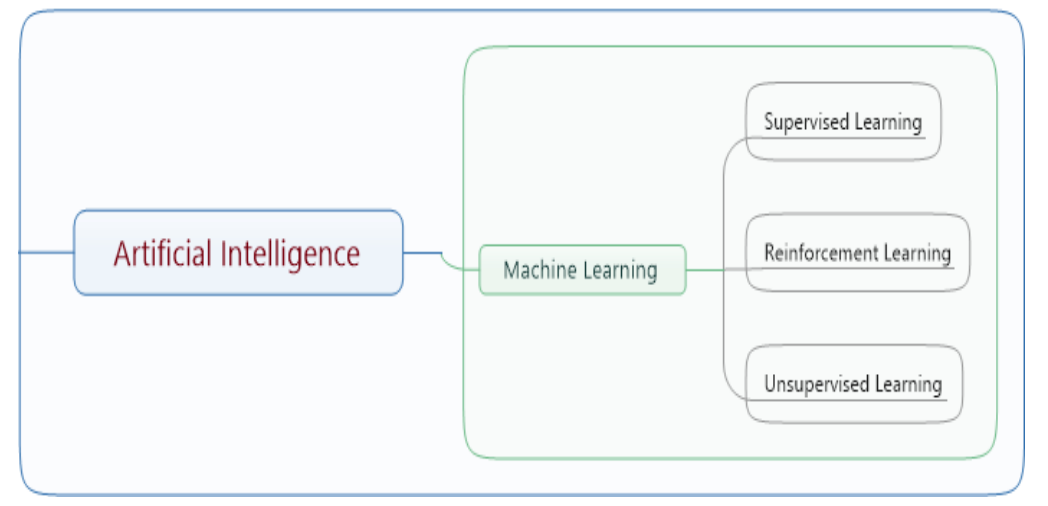 Artificial Intelligence
Machine Learning
Supervised Learning
Reinforcement Learning
Unsupervised Learning